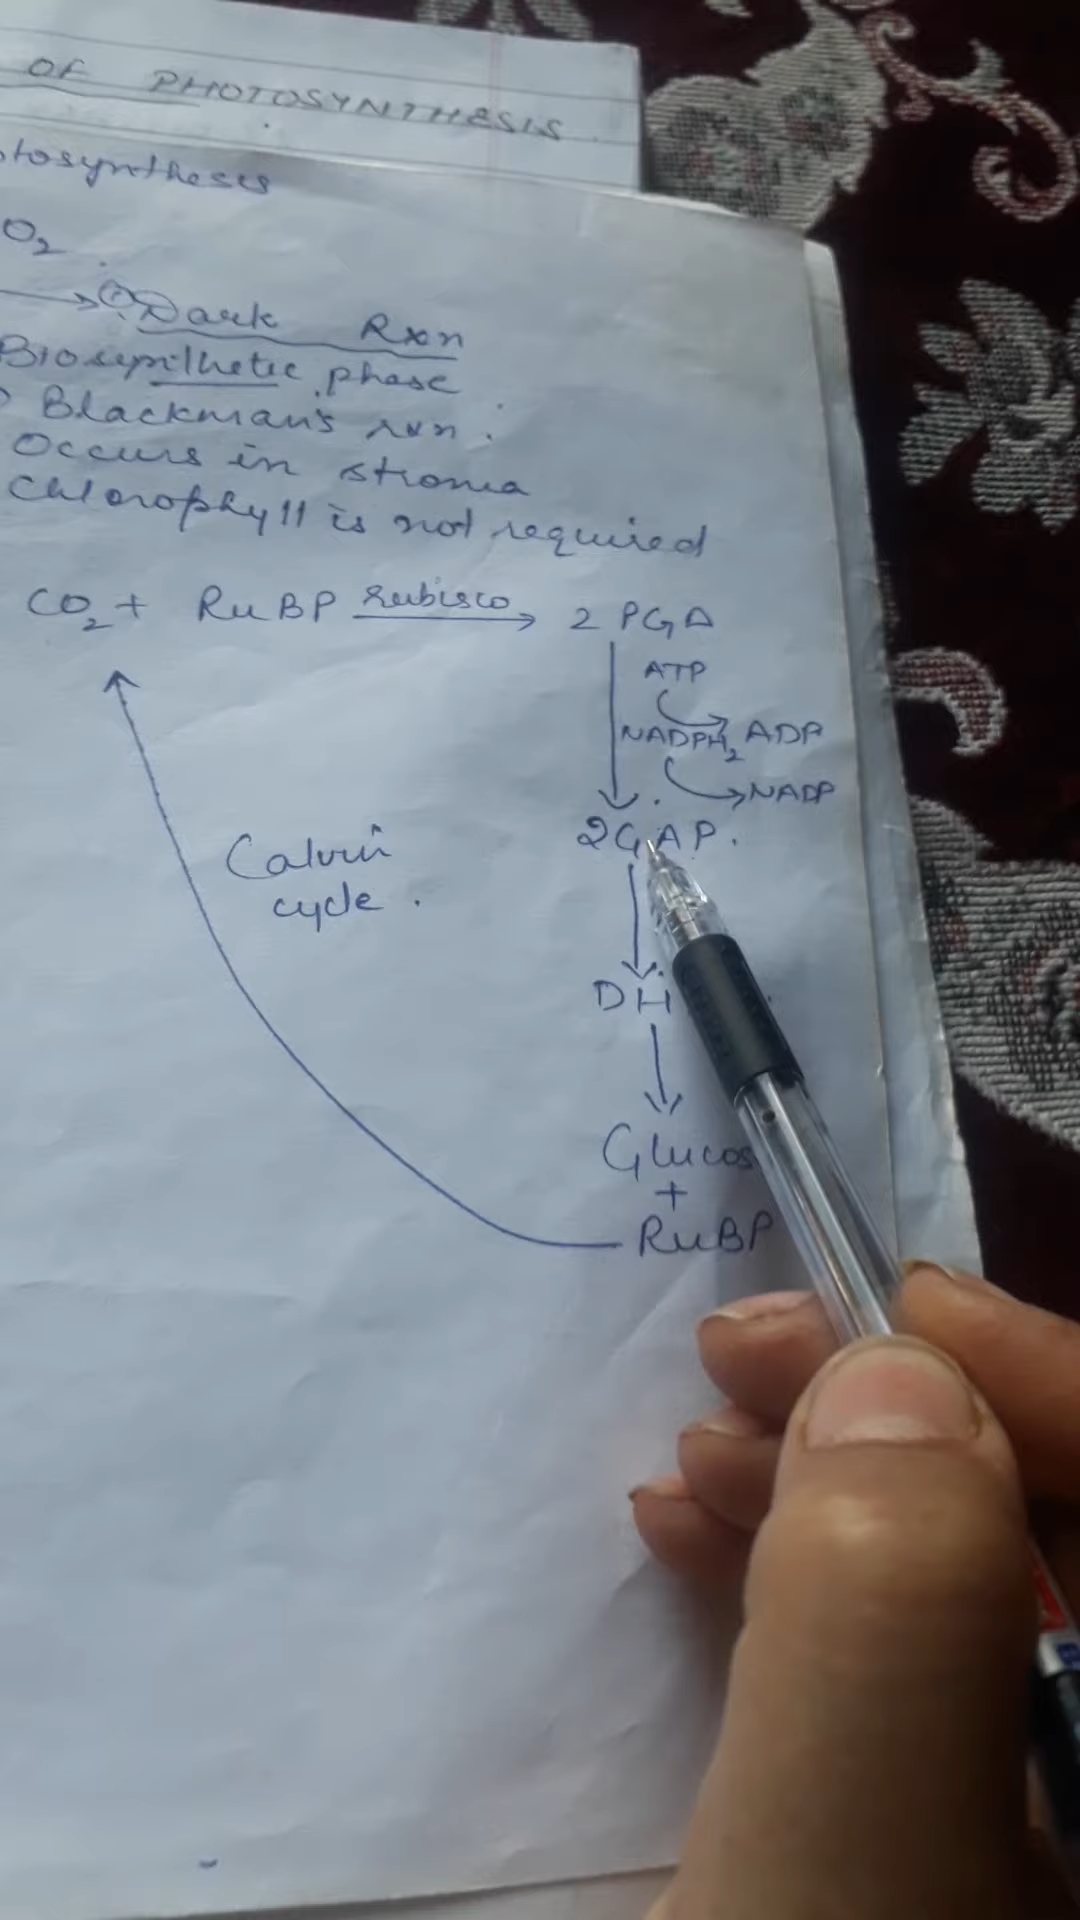 OF PHOTOSYNTHESIS
otosynthesis
O2
Dark Rxn
Biosynthetic phase
Blackman's rxn.
Occurs in stroma
Chlorophyll is not required
CO2 + RuBP rubisco → 2 PGA
ATP
NADPH2 ADP
NADP
2GAP.
Calvin
cycle.
DH
Glucos
+
RuBP